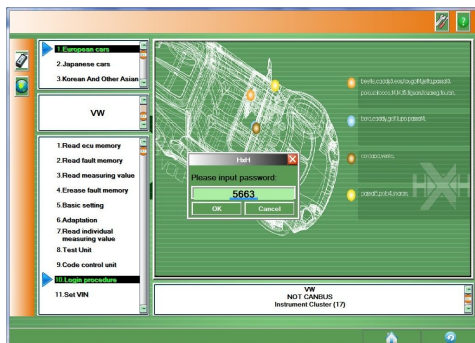 1.European cars
2.Japanese cars
3.Korean And Other Asian
VW
1.Read ecu memory
2.Read fault memory
3.Read measuring value
4.Erease fault memory
5.Basic setting
6.Adaptation
7.Read individual
measuring value
8.Test Unit
9.Code control unit
10.Login procedure
11.Set VIN
HxH
Please input password:
5663
OK Cancel
HXH
VW
NOT CANBUS
Instrument Cluster (17)